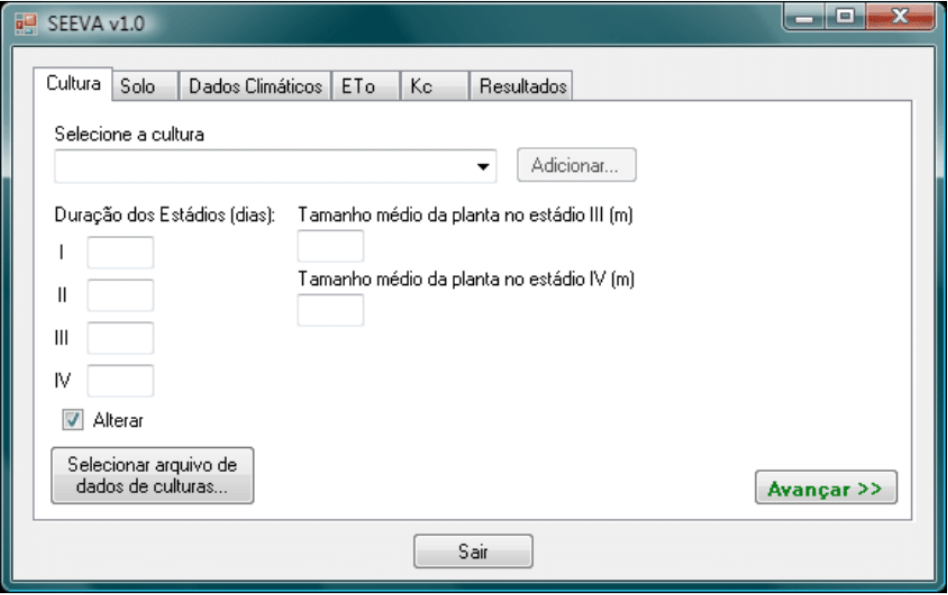 SEEVA v1.0
Cultura Solo Dados Climáticos ETo Kc Resultados
Selecione a cultura
Adicionar...
Duração dos Estádios (dias): Tamanho médio da planta no estádio III (m)
I
Tamanho médio da planta no estádio IV (m)
II
III
IV
Alterar
Selecionar arquivo de
dados de culturas...
Avançar >>
Sair